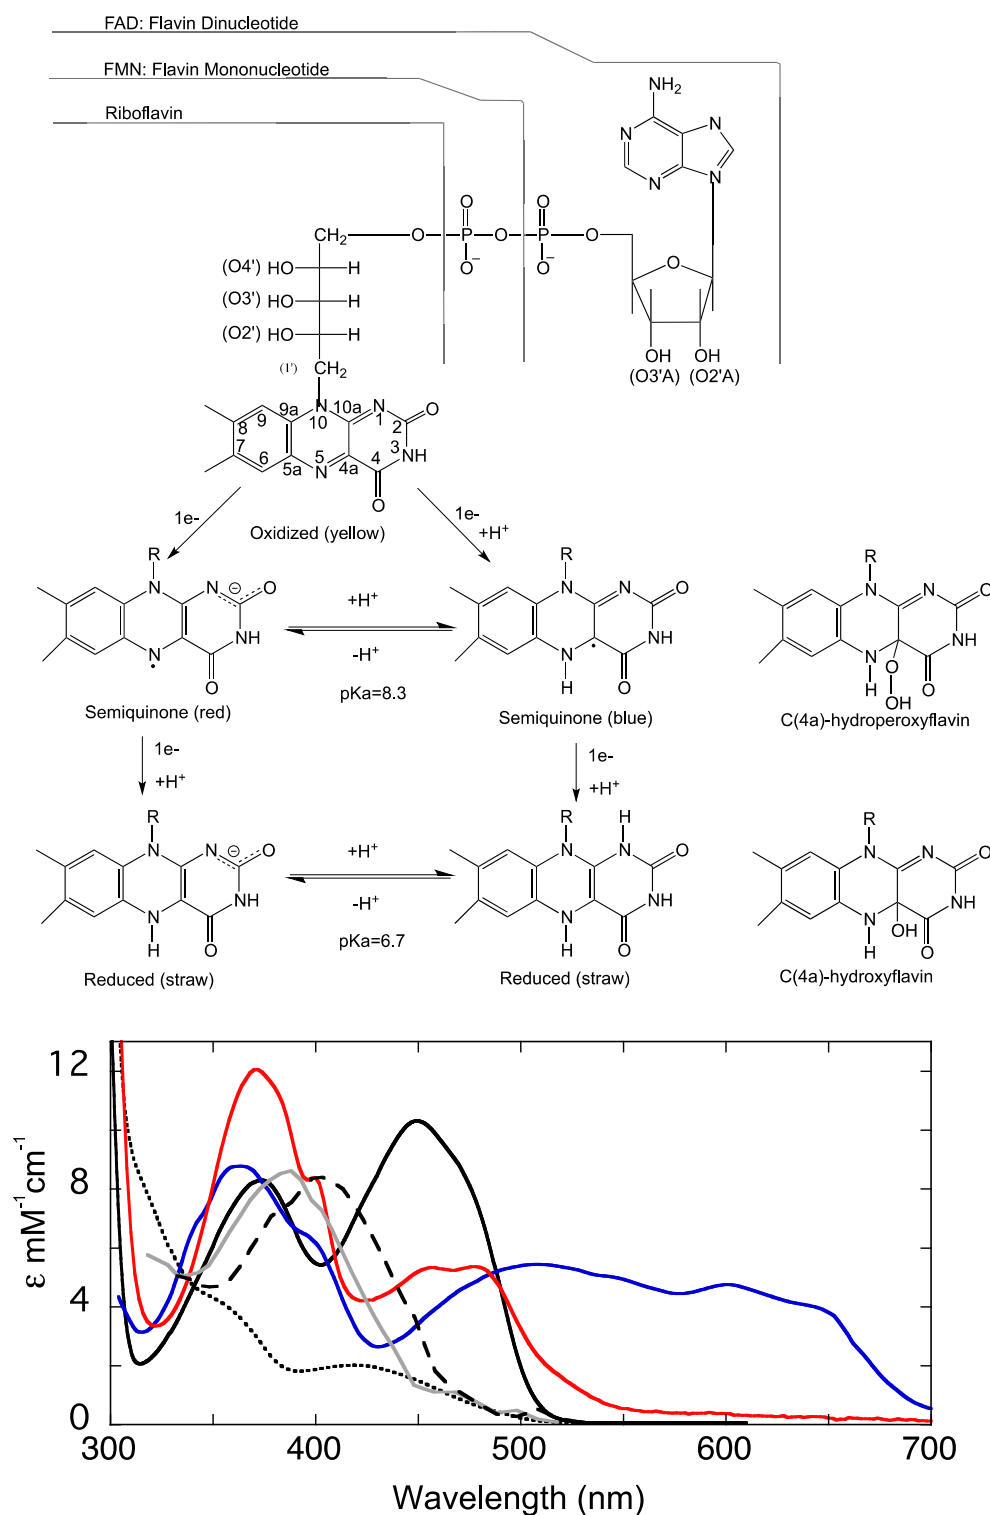 FAD: Flavin Dinucleotide
FMN: Flavin Mononucleotide
Riboflavin
NH₂
N
N
N
N
O
O
CH₂
O
P
O
P
O
O⁻
O⁻
O
(O4') HO H
(O3') HO H
(O2') HO H
OH
OH
(O3'A)
(O2'A)
(1') CH₂
9a
N
10a
N
O
8
9
10
1
2
7
6
5a
N
5
4a
4
3
NH
O
Oxidized (yellow)
1e-
1e-
+H⁺
R
N
N
⊖
O
NH
N
•
O
Semiquinone (red)
+H⁺
-H⁺
pKa=8.3
R
N
N
O
NH
N
H
•
O
Semiquinone (blue)
R
N
N
O
NH
N
H
O
OH
O
C(4a)-hydroperoxyflavin
1e-
+H⁺
1e-
+H⁺
R
N
N
⊖
O
NH
N
H
O
Reduced (straw)
+H⁺
-H⁺
pKa=6.7
R
H
N
N
O
NH
N
H
O
Reduced (straw)
R
N
N
O
NH
N
H
OH
O
C(4a)-hydroxyflavin
12
8
4
0
ε mM⁻¹cm⁻¹
300
400
500
600
700
Wavelength (nm)